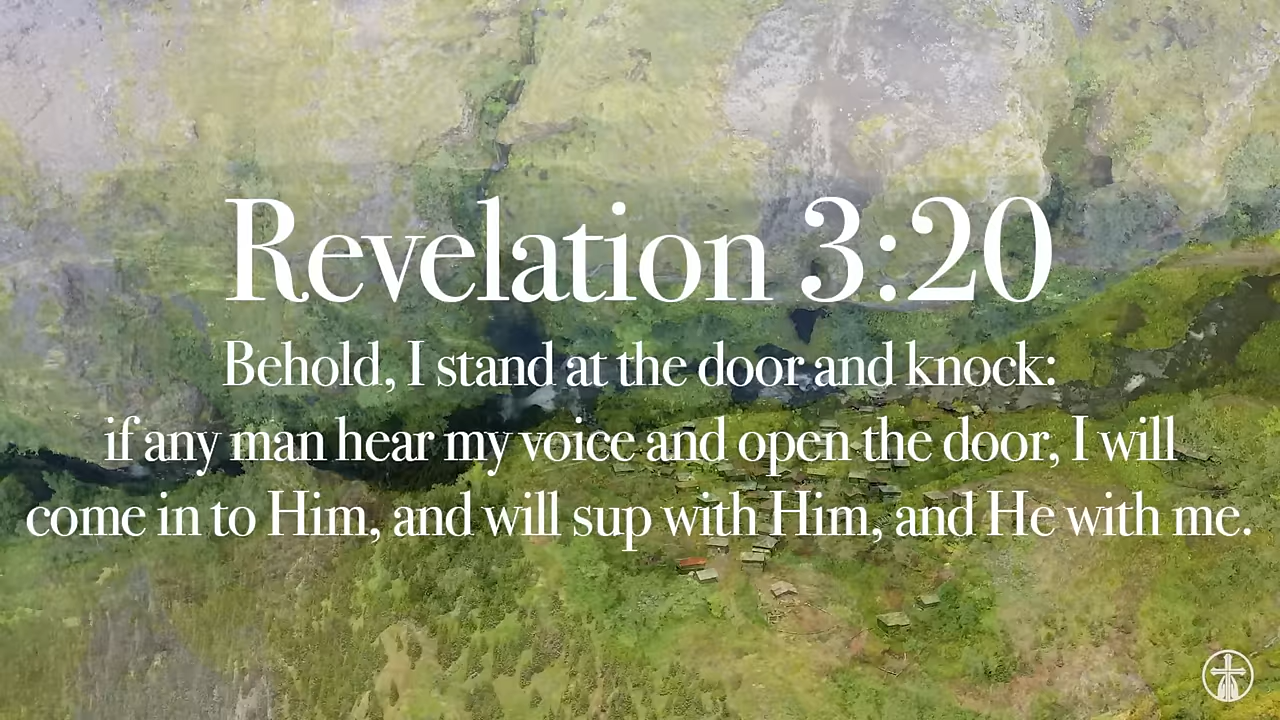 Revelation 3:20
Behold, I stand at the door and knock:
if any man hear my voice and open the door, I will
come in to Him, and will sup with Him, and He with me.